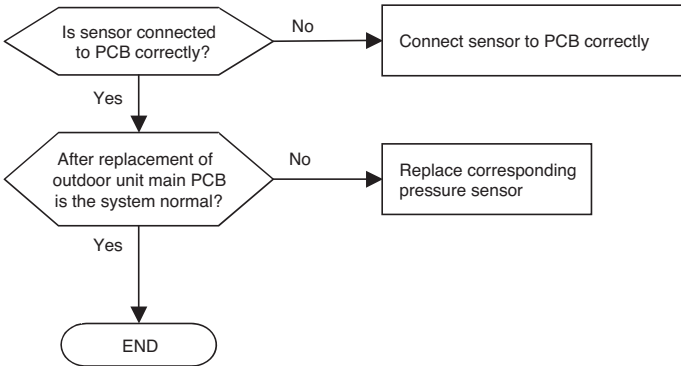 Is sensor connected
to PCB correctly?
No
Connect sensor to PCB correctly
Yes
After replacement of
outdoor unit main PCB
is the system normal?
No
Replace corresponding
pressure sensor
Yes
END